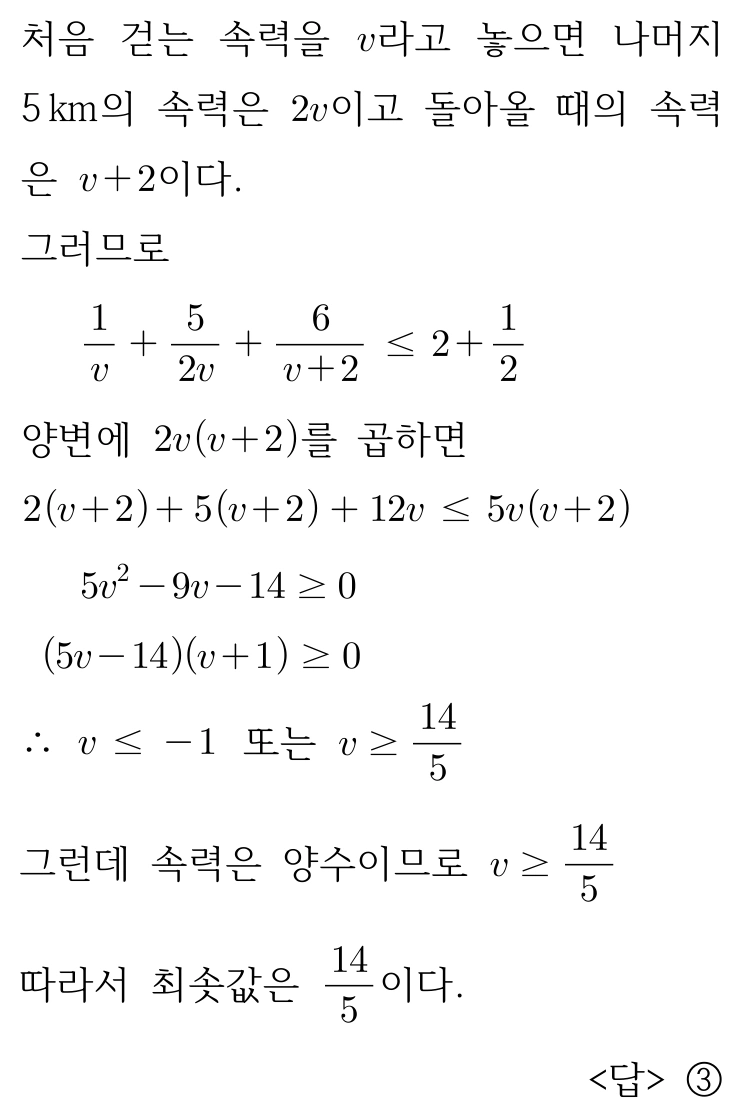 처음 걷는 속력을 v라고 놓으면 나머지
5km의 속력은 2v이고 돌아올 때의 속력
은 v+2이다.
그러므로
1/v + 5/2v + 6/(v+2) ≤ 2+1/2
양변에 2v(v+2)를 곱하면
2(v+2)+5(v+2)+12v ≤ 5v(v+2)
5v²-9v-14 ≥ 0
(5v-14)(v+1) ≥ 0
∴ v ≤ -1 또는 v ≥ 14/5
그런데 속력은 양수이므로 v ≥ 14/5
따라서 최솟값은 14/5이다.
<답> ③